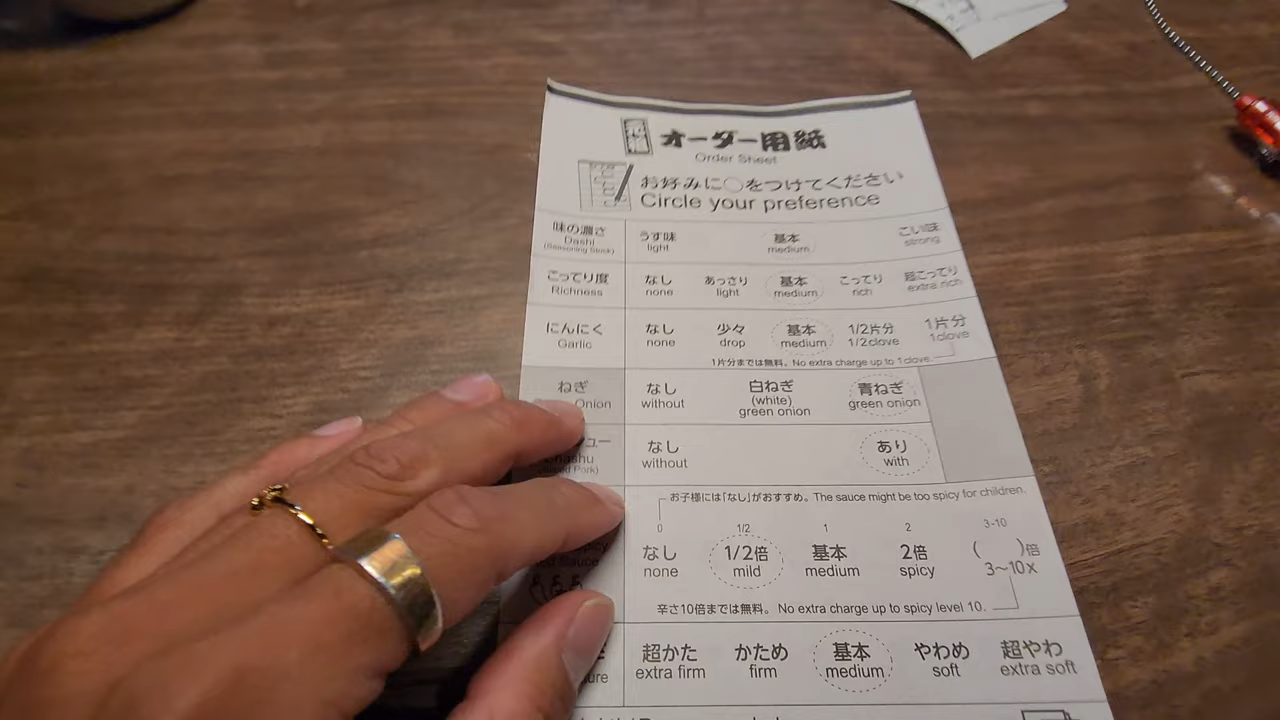 オーダー用紙
Order Sheet
お好みに○をつけてください
Circle your preference
味の濃さ うす味 基本 こい味
Dashi light medium strong
(Seasoning Stock)
こってり度 なし あっさり 基本 こってり 超こってり
Richness none light medium rich extra rich
にんにく なし 少々 基本 1/2片分 1片分
Garlic none drop medium 1/2clove 1clove
1片分までは無料。No extra charge up to 1clove.
ねぎ なし 白ねぎ 青ねぎ
Onion without (white) green onion
green onion
なし あり
without with
お子様には「なし」がおすすめ。The sauce might be too spicy for children.
0 1/2 1 2 3-10
なし 1/2倍 基本 2倍 ( )倍
none mild medium spicy 3～10x
辛さ10倍までは無料。No extra charge up to spicy level 10.
超かた かため 基本 やわめ 超やわ
extra firm firm medium soft extra soft